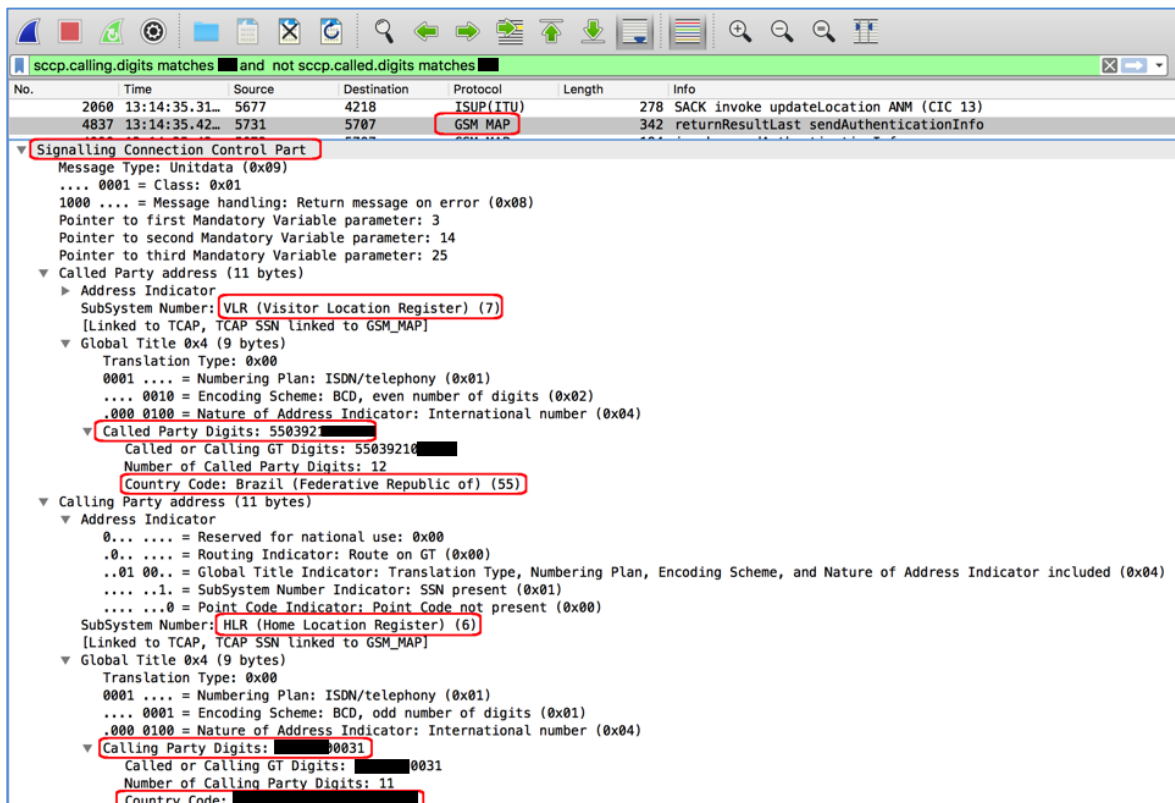 sccp.calling.digits matches and not sccp.called.digits matches
No. Time Source Destination Protocol Length Info
2060 13:14:35.31… 5677 4218 ISUP(ITU) 278 SACK invoke updateLocation ANM (CIC 13)
4837 13:14:35.42… 5731 5707 GSM MAP 342 returnResultLast sendAuthenticationInfo
Signalling Connection Control Part
Message Type: Unitdata (0x09)
.... 0001 = Class: 0x01
1000 .... = Message handling: Return message on error (0x08)
Pointer to first Mandatory Variable parameter: 3
Pointer to second Mandatory Variable parameter: 14
Pointer to third Mandatory Variable parameter: 25
Called Party address (11 bytes)
Address Indicator
SubSystem Number: VLR (Visitor Location Register) (7)
[Linked to TCAP, TCAP SSN linked to GSM_MAP]
Global Title 0x4 (9 bytes)
Translation Type: 0x00
0001 .... = Numbering Plan: ISDN/telephony (0x01)
.... 0010 = Encoding Scheme: BCD, even number of digits (0x02)
.000 0100 = Nature of Address Indicator: International number (0x04)
Called Party Digits: 5503921
Called or Calling GT Digits: 55039210
Number of Called Party Digits: 12
Country Code: Brazil (Federative Republic of) (55)
Calling Party address (11 bytes)
Address Indicator
0... .... = Reserved for national use: 0x00
.0.. .... = Routing Indicator: Route on GT (0x00)
..01 00.. = Global Title Indicator: Translation Type, Numbering Plan, Encoding Scheme, and Nature of Address Indicator included (0x04)
.... ..1. = SubSystem Number Indicator: SSN present (0x01)
.... ...0 = Point Code Indicator: Point Code not present (0x00)
SubSystem Number: HLR (Home Location Register) (6)
[Linked to TCAP, TCAP SSN linked to GSM_MAP]
Global Title 0x4 (9 bytes)
Translation Type: 0x00
0001 .... = Numbering Plan: ISDN/telephony (0x01)
.... 0001 = Encoding Scheme: BCD, odd number of digits (0x01)
.000 0100 = Nature of Address Indicator: International number (0x04)
Calling Party Digits: 00031
Called or Calling GT Digits: 0031
Number of Calling Party Digits: 11
Country Code: